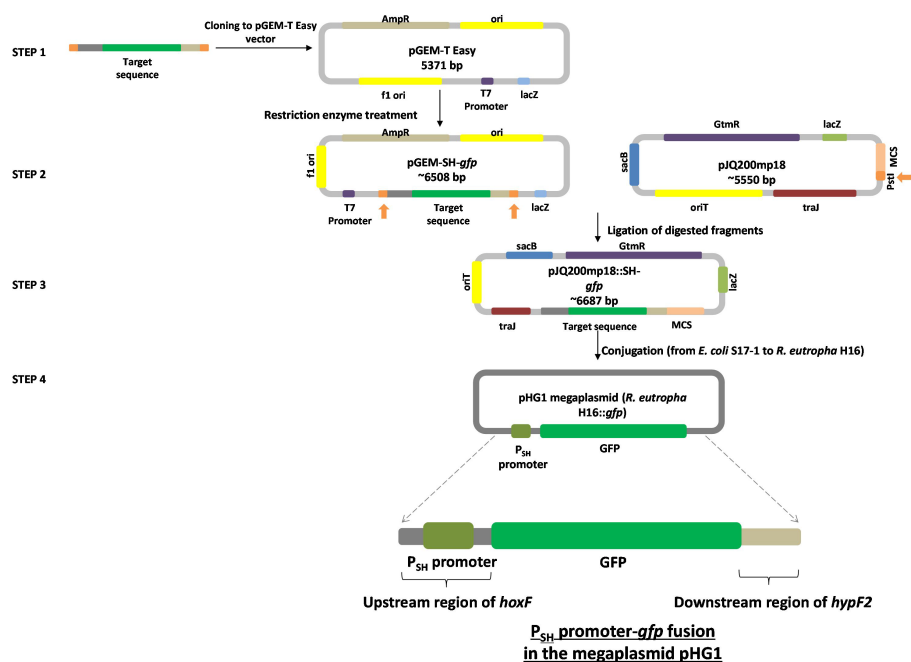 STEP 1
Cloning to pGEM-T Easy
vector
Target
sequence
AmpR
ori
pGEM-T Easy
5371 bp
f1 ori
T7
Promoter
lacZ
Restriction enzyme treatment
STEP 2
AmpR
ori
f1 ori
pGEM-SH-gfp
~6508 bp
T7
Promoter
Target
sequence
lacZ
GtmR
lacZ
sacB
pJQ200mp18
~5550 bp
MCS
PstI
oriT
traJ
Ligation of digested fragments
STEP 3
sacB
GtmR
oriT
pJQ200mp18::SH-
gfp
~6687 bp
lacZ
traJ
Target sequence
MCS
Conjugation (from E. coli S17-1 to R. eutropha H16)
STEP 4
pHG1 megaplasmid (R. eutropha
H16::gfp)
PSH
promoter
GFP
PSH promoter
GFP
Upstream region of hoxF
Downstream region of hypF2
PSH promoter-gfp fusion
in the megaplasmid pHG1